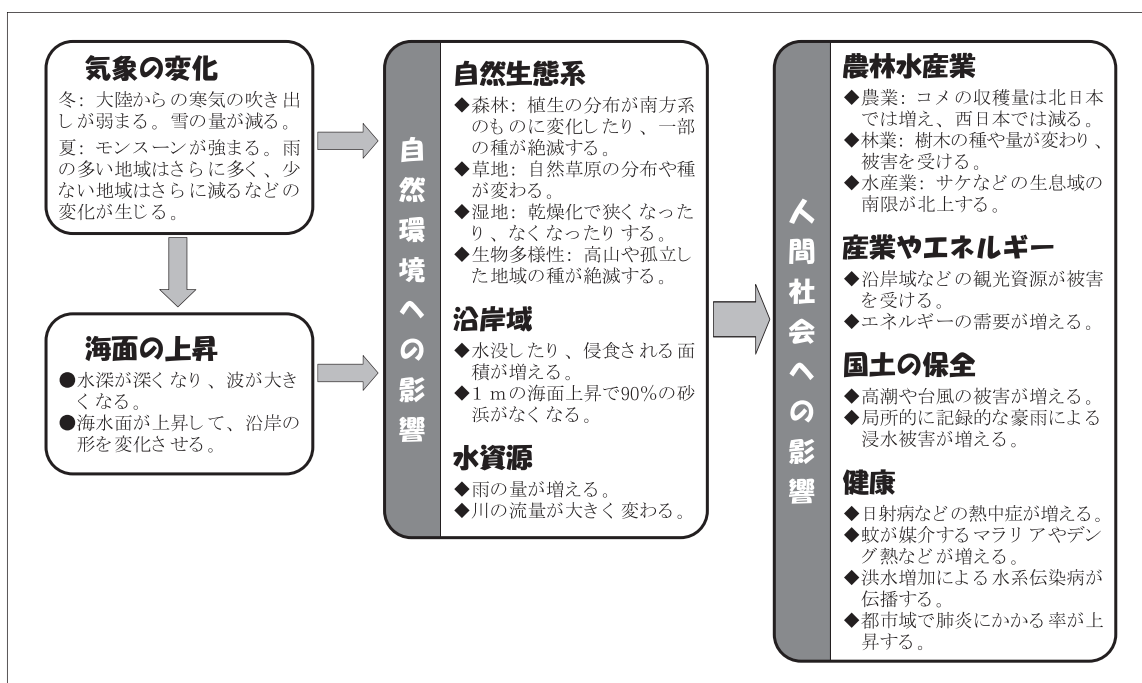 気象の変化
冬: 大陸からの寒気の吹き出
しが弱まる。雪の量が減る。
夏: モンスーンが強まる。雨
の多い地域はさらに多く、少
ない地域はさらに減るなどの
変化が生じる。
海面の上昇
●水深が深くなり、波が大き
くなる。
●海水面が上昇して、沿岸の
形を変化させる。
自然環境への影響
自然生態系
◆森林: 植生の分布が南方系
のものに変化したり、一部
の種が絶滅する。
◆草地: 自然草原の分布や種
が変わる。
◆湿地: 乾燥化で狭くなった
り、なくなったりする。
◆生物多様性: 高山や孤立し
た地域の種が絶滅する。
沿岸域
◆水没したり、侵食される面
積が増える。
◆1 mの海面上昇で90%の砂
浜がなくなる。
水資源
◆雨の量が増える。
◆川の流量が大きく変わる。
人間社会への影響
農林水産業
◆農業: コメの収穫量は北日本
では増え、西日本では減る。
◆林業: 樹木の種や量が変わり、
被害を受ける。
◆水産業: サケなどの生息域の
南限が北上する。
産業やエネルギー
◆沿岸域などの観光資源が被害
を受ける。
◆エネルギーの需要が増える。
国土の保全
◆高潮や台風の被害が増える。
◆局所的に記録的な豪雨による
浸水被害が増える。
健康
◆日射病などの熱中症が増える。
◆蚊が媒介するマラリアやデン
グ熱などが増える。
◆洪水増加による水系伝染病が
伝播する。
◆都市域で肺炎にかかる率が上
昇する。